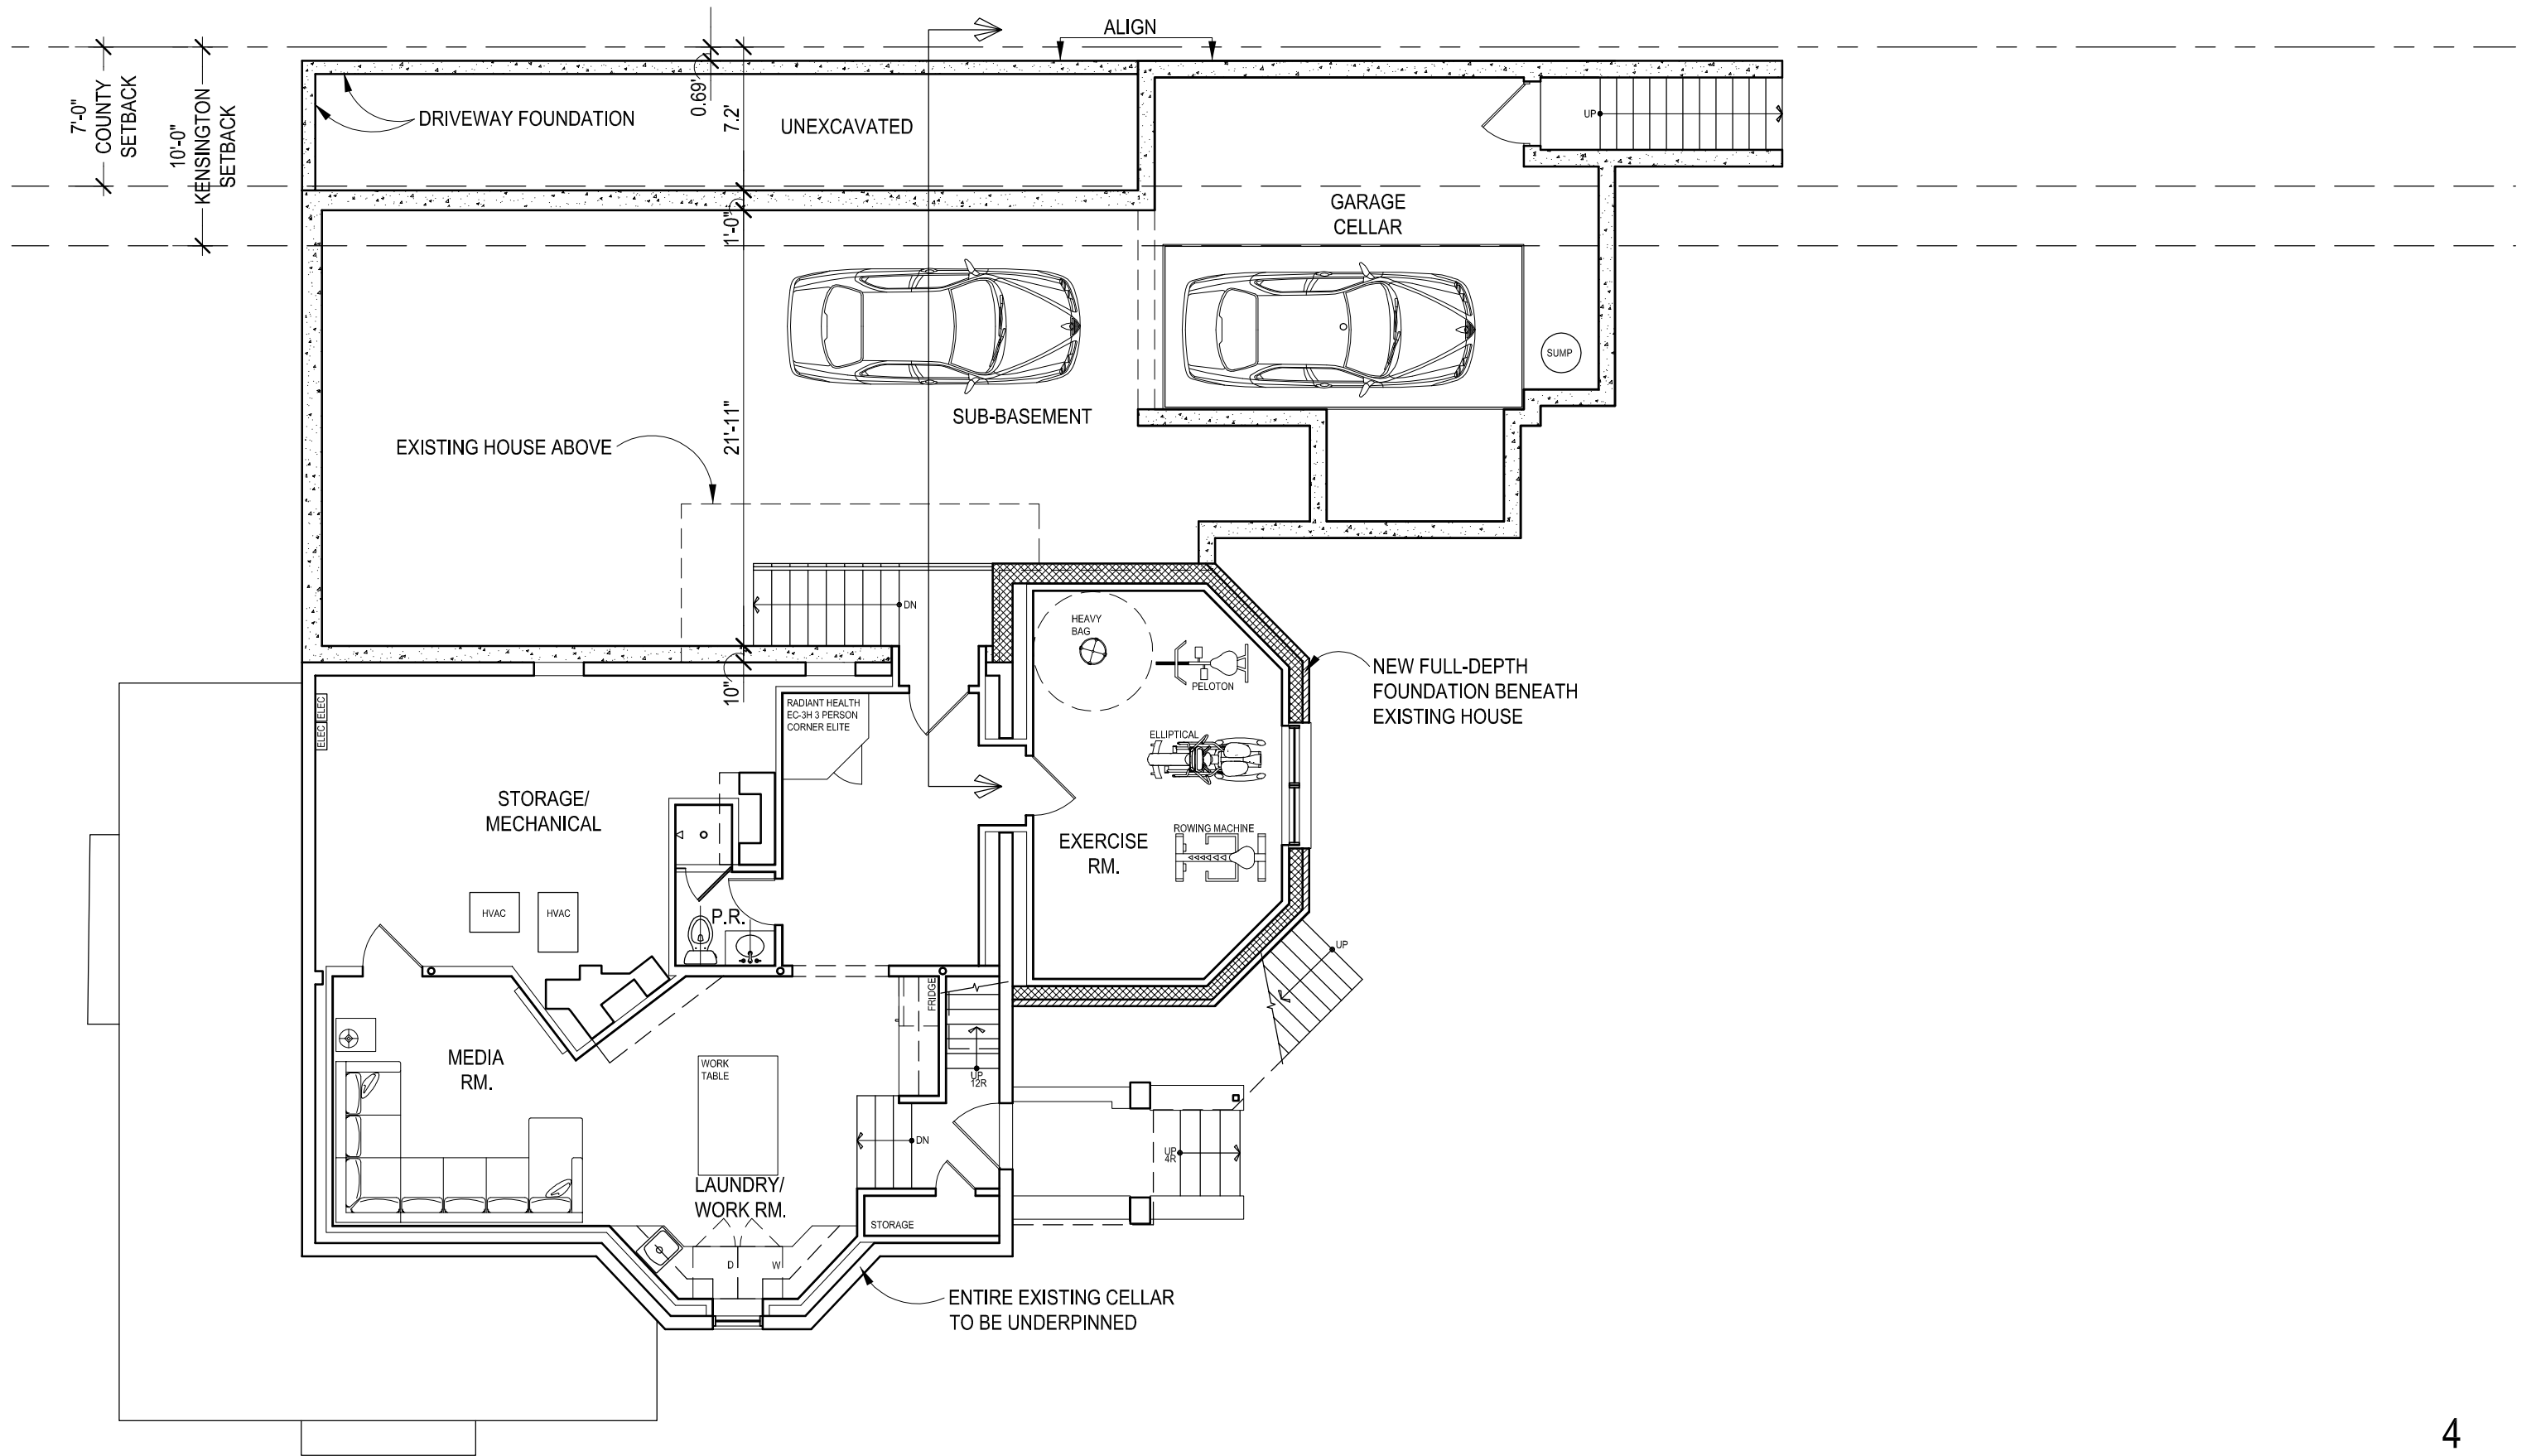 ALIGN
7'-0"
COUNTY
SETBACK
10'-0"
KENSINGTON
SETBACK
DRIVEWAY FOUNDATION
0.69'
7.2'
UNEXCAVATED
UP
GARAGE
CELLAR
1'-0"
SUMP
SUB-BASEMENT
EXISTING HOUSE ABOVE
21'-11"
DN
HEAVY
BAG
PELOTON
NEW FULL-DEPTH
FOUNDATION BENEATH
EXISTING HOUSE
10"
ELEC
ELEC
RADIANT HEALTH
EC-3H 3 PERSON
CORNER ELITE
ELLIPTICAL
STORAGE/
MECHANICAL
ROWING MACHINE
EXERCISE
RM.
HVAC
HVAC
P.R.
UP
FRIDGE
MEDIA
RM.
WORK
TABLE
UP
12R
DN
UP
4R
LAUNDRY/
WORK RM.
STORAGE
D
W
ENTIRE EXISTING CELLAR
TO BE UNDERPINNED
4